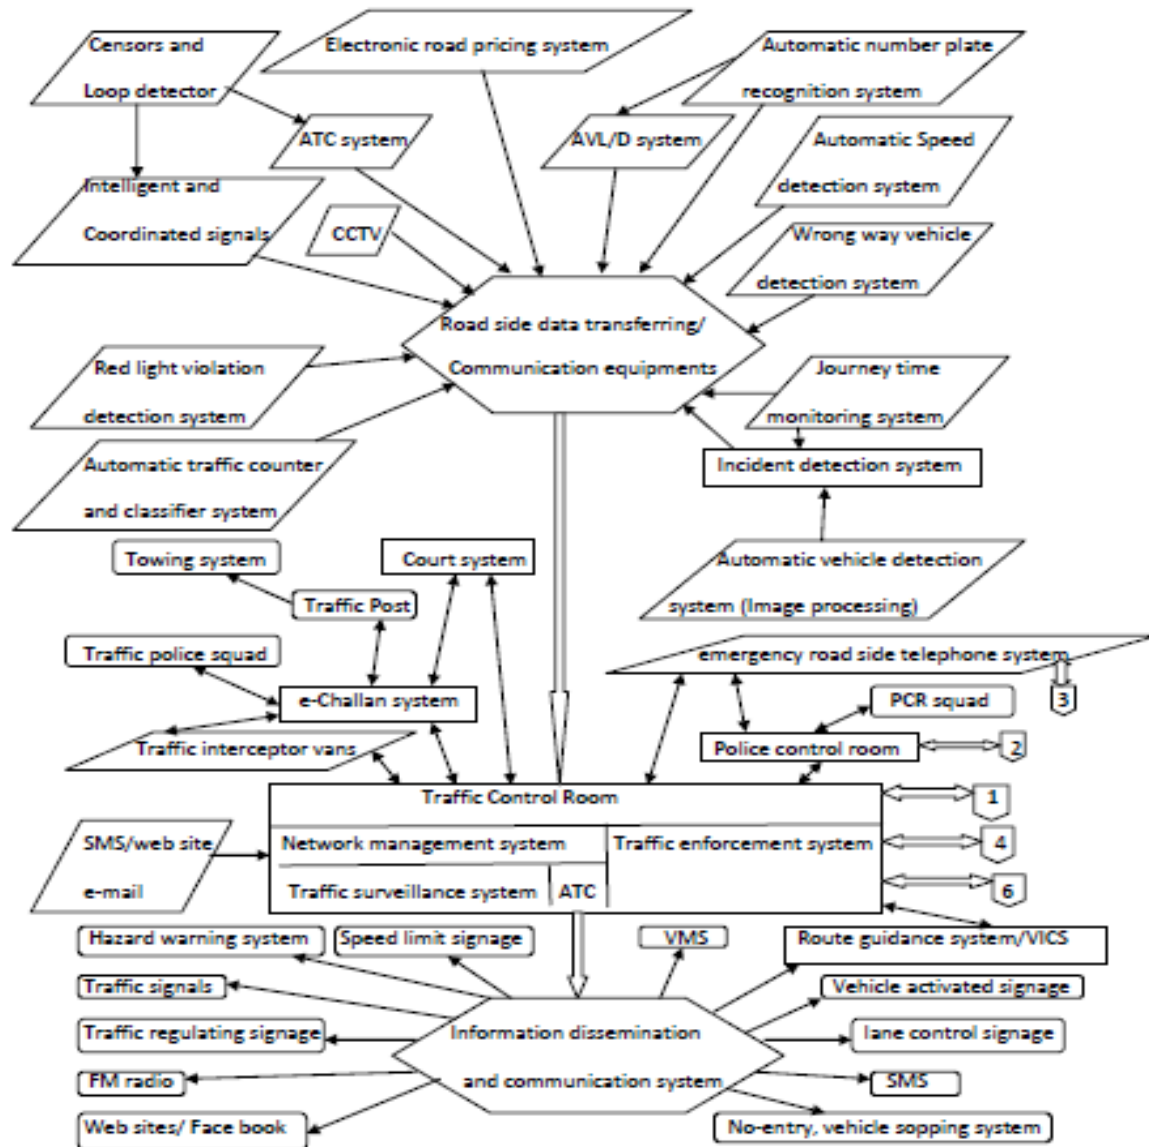 Censors and
Loop detector
Electronic road pricing system
Automatic number plate
recognition system
ATC system
AVL/D system
Automatic Speed
detection system
Intelligent and
Coordinated signals
CCTV
Wrong way vehicle
detection system
Road side data transferring/
Communication equipments
Red light violation
detection system
Journey time
monitoring system
Automatic traffic counter
and classifier system
Incident detection system
Towing system
Court system
Automatic vehicle detection
system (Image processing)
Traffic Post
Traffic police squad
emergency road side telephone system
e-Challan system
PCR squad
3
Traffic interceptor vans
Police control room
2
Traffic Control Room
1
SMS/web site
e-mail
Network management system
Traffic enforcement system
4
Traffic surveillance system
ATC
6
Hazard warning system
Speed limit signage
VMS
Route guidance system/VICS
Traffic signals
Vehicle activated signage
Traffic regulating signage
Information dissemination
and communication system
lane control signage
FM radio
SMS
Web sites/ Face book
No-entry, vehicle sopping system